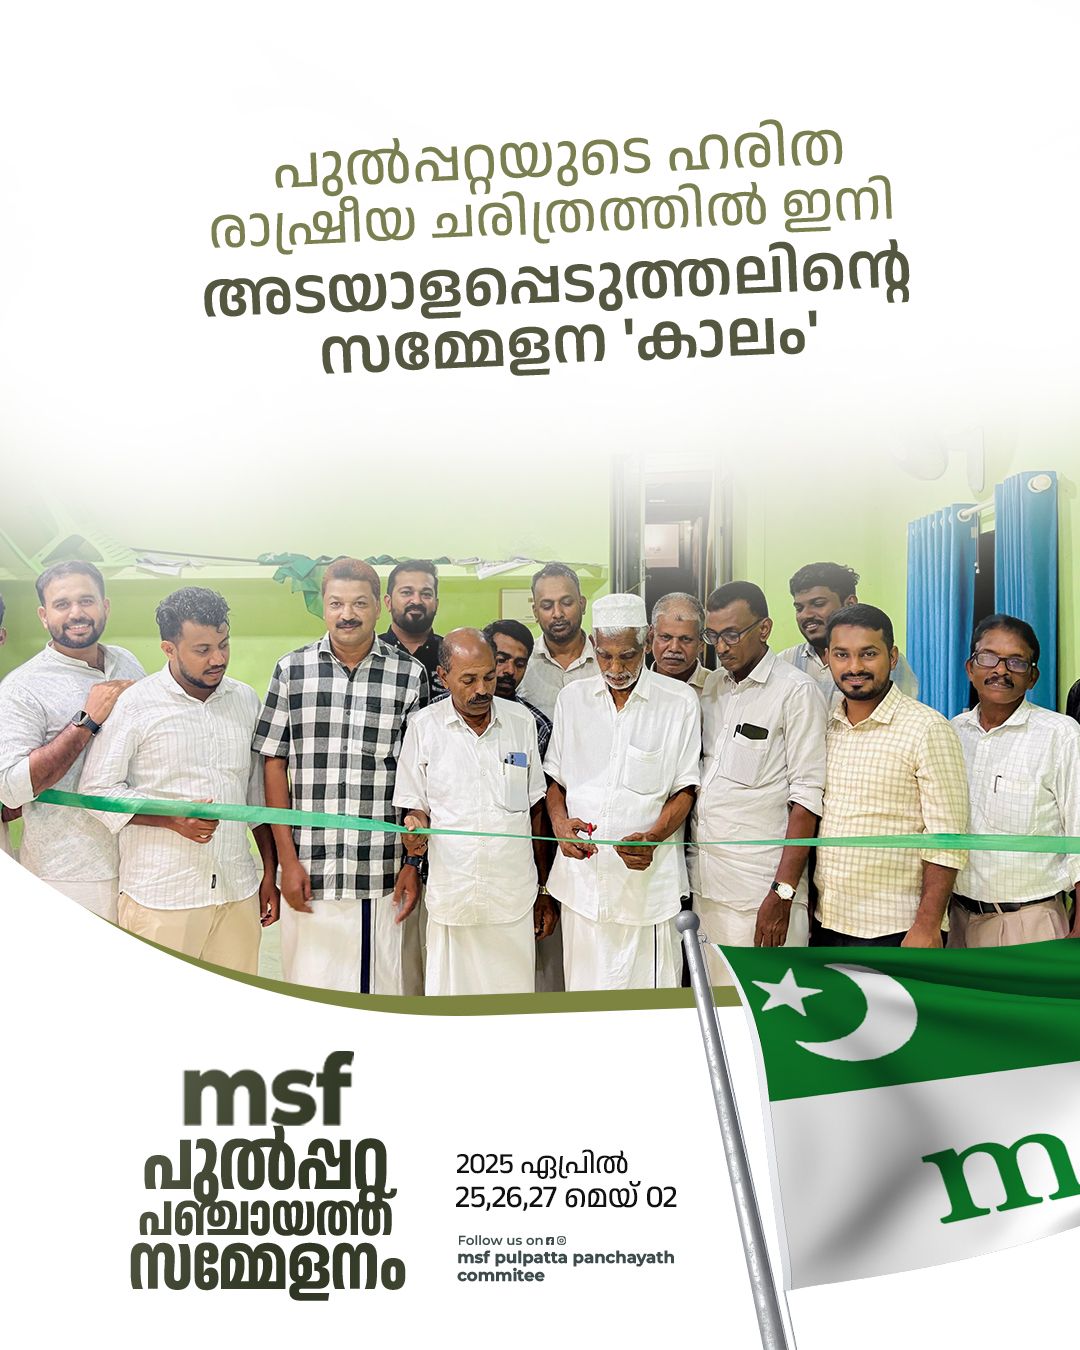 പുൽപ്പറ്റയുടെ ഹരിത
രാഷ്ട്രീയ ചരിത്രത്തിൽ ഇനി
അടയാളപ്പെടുത്തലിന്റെ
സമ്മേളന 'കാലം'
msf
പുൽപ്പറ്റ
പഞ്ചായത്ത്
സമ്മേളനം
2025 ഏപ്രിൽ
25,26,27 മെയ് 02
Follow us on
msf pulpatta panchayath
commitee
m